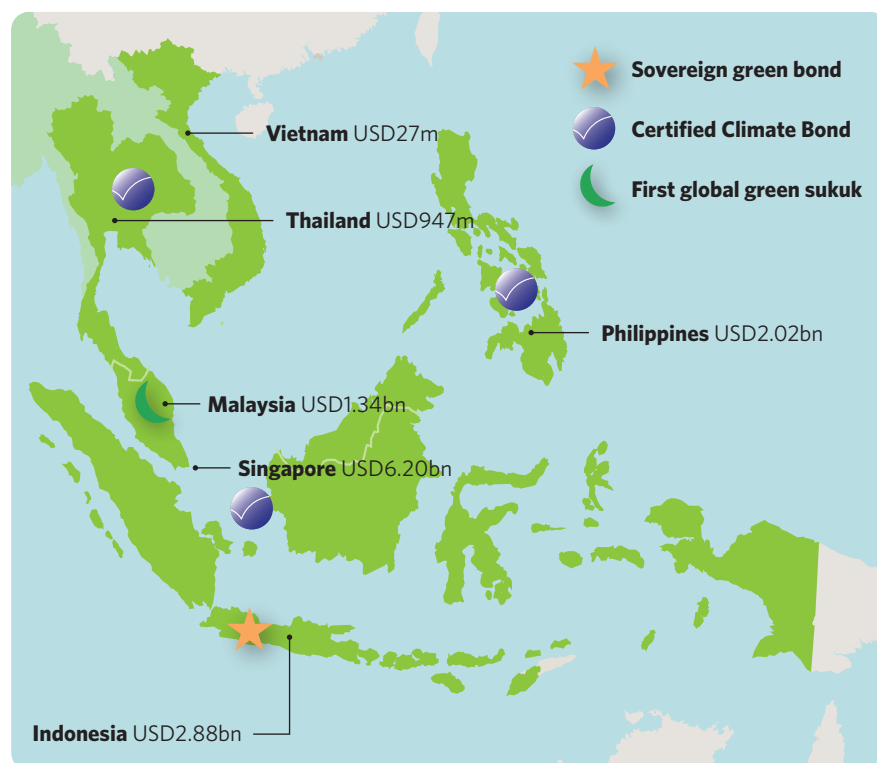 Sovereign green bond
Certified Climate Bond
First global green sukuk
Vietnam USD27m
Thailand USD947m
Philippines USD2.02bn
Malaysia USD1.34bn
Singapore USD6.20bn
Indonesia USD2.88bn